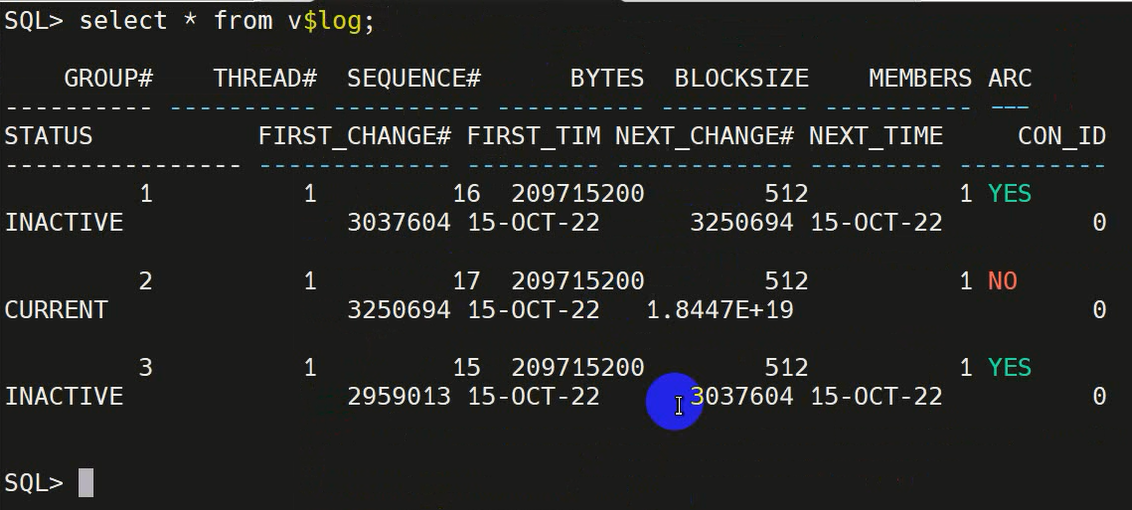 SQL> select * from v$log;
    GROUP#    THREAD#  SEQUENCE#      BYTES  BLOCKSIZE    MEMBERS ARC
---------- ---------- ---------- ---------- ---------- ---------- ---
STATUS           FIRST_CHANGE# FIRST_TIM NEXT_CHANGE# NEXT_TIME     CON_ID
---------------- ------------- --------- ------------ --------- ----------
         1          1         16  209715200        512          1 YES
INACTIVE               3037604 15-OCT-22      3250694 15-OCT-22          0
         2          1         17  209715200        512          1 NO
CURRENT                3250694 15-OCT-22   1.8447E+19                    0
         3          1         15  209715200        512          1 YES
INACTIVE               2959013 15-OCT-22      3037604 15-OCT-22          0
SQL>